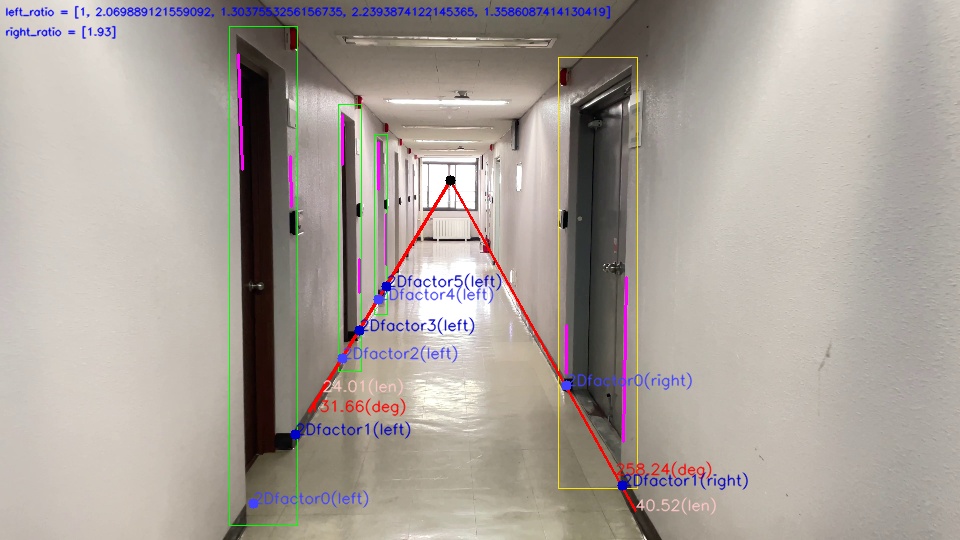 left_ratio = [1, 2.069889121559092, 1.3037553256156735, 2.2393874122145365, 1.3586087414130419]
right_ratio = [1.93]
2Dfactor5(left)
2Dfactor4(left)
2Dfactor3(left)
2Dfactor2(left)
2Dfactor0(right)
24.01(len)
31.66(deg)
2Dfactor1(left)
258.24(deg)
2Dfactor1(right)
2Dfactor0(left)
40.52(len)